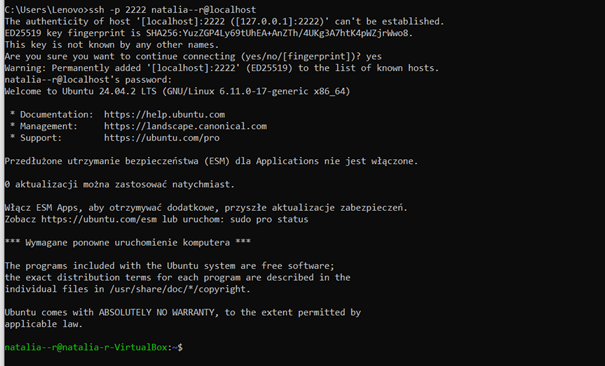 C:\Users\Lenovo>ssh -p 2222 natalia--r@localhost
The authenticity of host '[localhost]:2222 ([127.0.0.1]:2222)' can't be established.
ED25519 key fingerprint is SHA256:YuzZGP4Ly69tUhEA+AnZTh/4UKg3A7htK4pWZjrWwo8.
This key is not known by any other names.
Are you sure you want to continue connecting (yes/no/[fingerprint])? yes
Warning: Permanently added '[localhost]:2222' (ED25519) to the list of known hosts.
natalia--r@localhost's password:
Welcome to Ubuntu 24.04.2 LTS (GNU/Linux 6.11.0-17-generic x86_64)
* Documentation: https://help.ubuntu.com
* Management: https://landscape.canonical.com
* Support: https://ubuntu.com/pro
Przedłużone utrzymanie bezpieczeństwa (ESM) dla Applications nie jest włączone.
0 aktualizacji można zastosować natychmiast.
Włącz ESM Apps, aby otrzymywać dodatkowe, przyszłe aktualizacje zabezpieczeń.
Zobacz https://ubuntu.com/esm lub uruchom: sudo pro status
*** Wymagane ponowne uruchomienie komputera ***
The programs included with the Ubuntu system are free software;
the exact distribution terms for each program are described in the
individual files in /usr/share/doc/*/copyright.
Ubuntu comes with ABSOLUTELY NO WARRANTY, to the extent permitted by
applicable law.
natalia--r@natalia-r-VirtualBox:~$